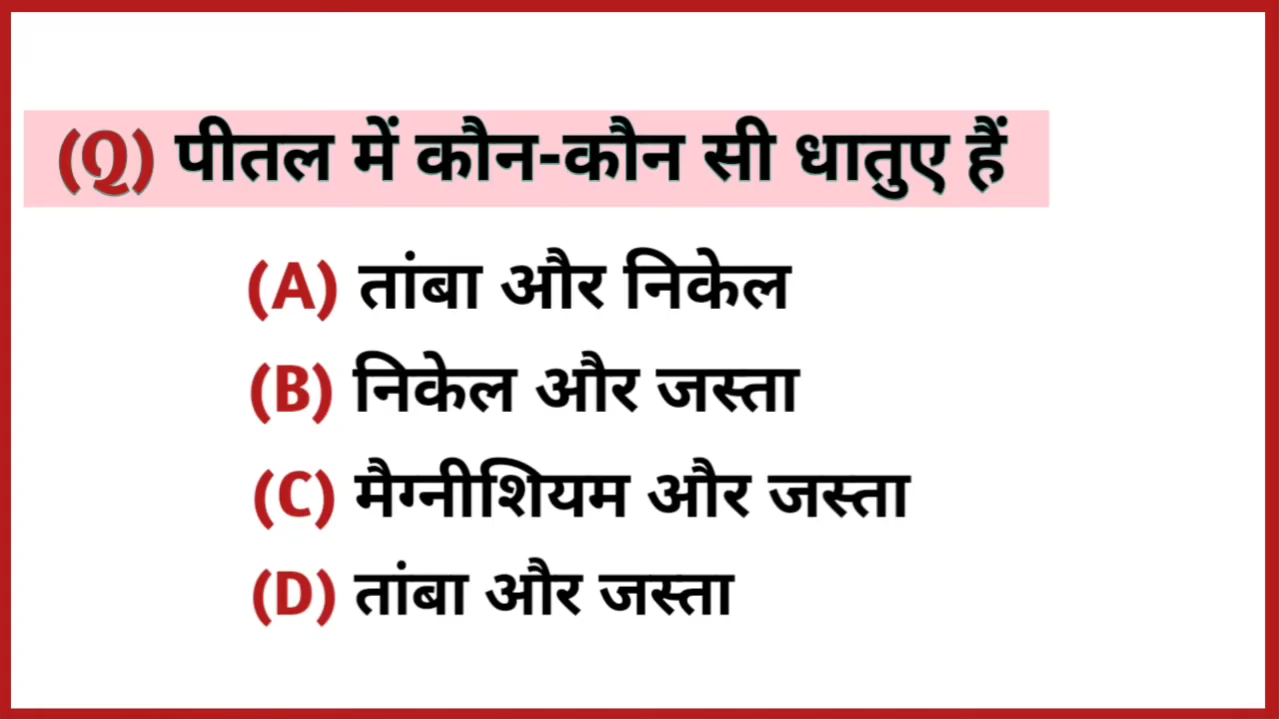 (Q) पीतल में कौन-कौन सी धातुए हैं
(A) तांबा और निकेल
(B) निकेल और जस्ता
(C) मैग्नीशियम और जस्ता
(D) तांबा और जस्ता